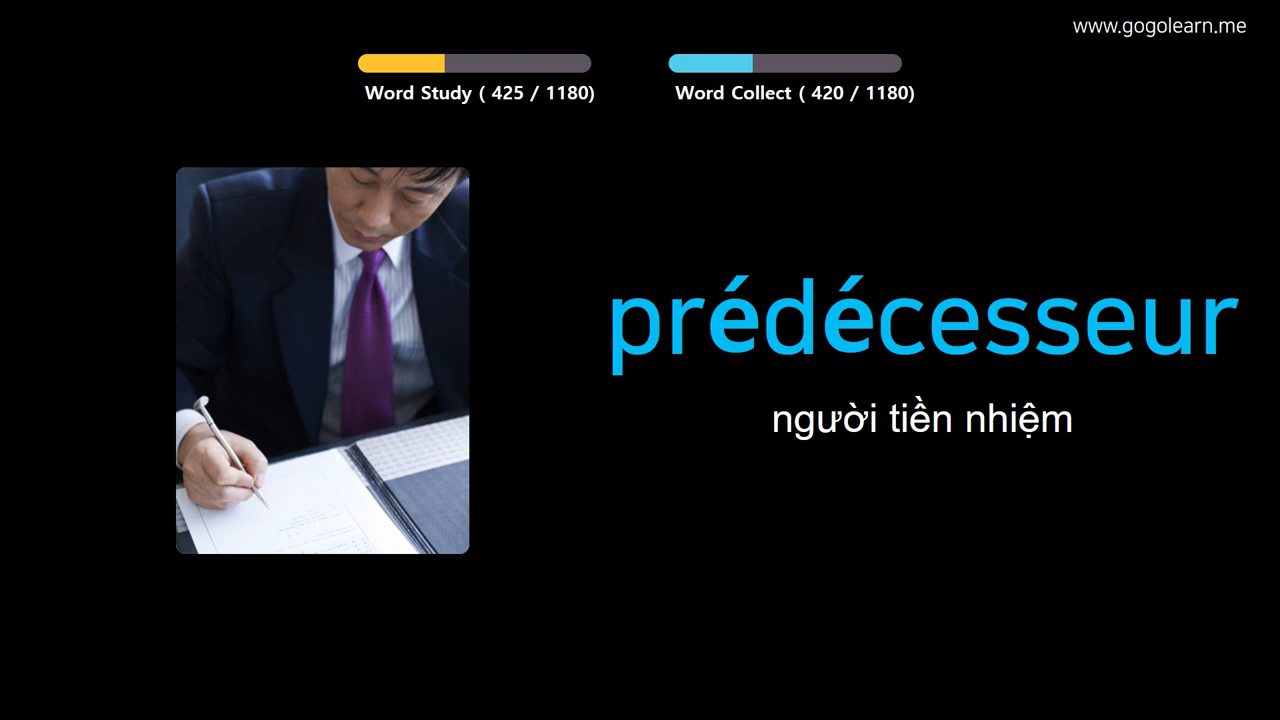 www.gogolearn.me
Word Study ( 425 / 1180)
Word Collect ( 420 / 1180)
prédécesseur
người tiền nhiệm